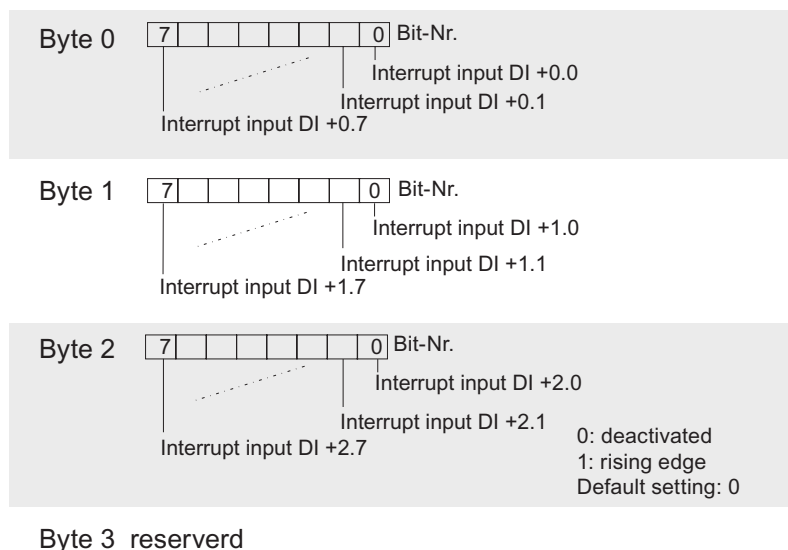 Byte 0 7 0 Bit-Nr.
Interrupt input DI +0.0
Interrupt input DI +0.1
Interrupt input DI +0.7
Byte 1 7 0 Bit-Nr.
Interrupt input DI +1.0
Interrupt input DI +1.1
Interrupt input DI +1.7
Byte 2 7 0 Bit-Nr.
Interrupt input DI +2.0
Interrupt input DI +2.1
Interrupt input DI +2.7
0: deactivated
1: rising edge
Default setting: 0
Byte 3 reserverd